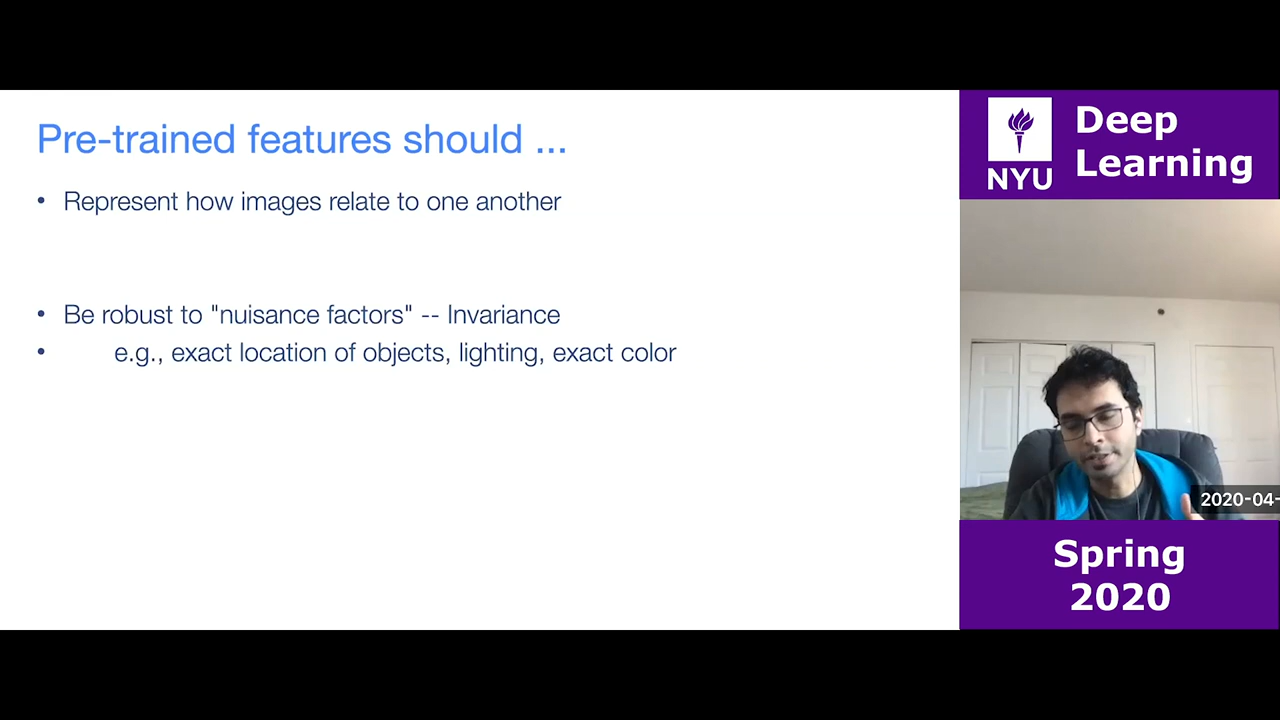 Pre-trained features should ...
• Represent how images relate to one another
• Be robust to "nuisance factors" -- Invariance
• e.g., exact location of objects, lighting, exact color
NYU
Deep
Learning
2020-04-
Spring
2020